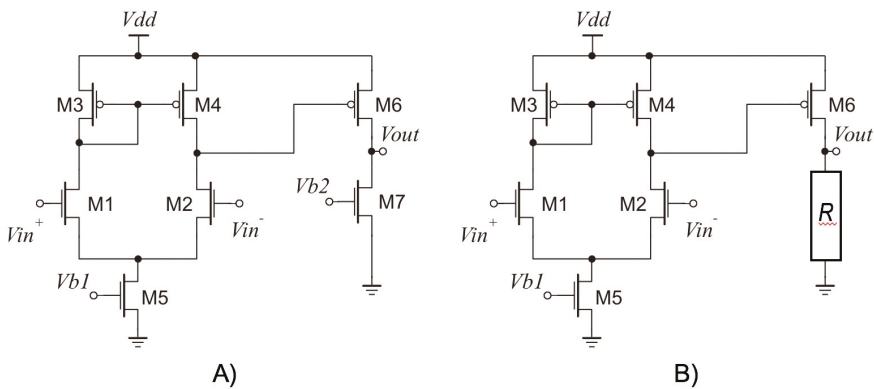 Vdd
Vdd
M3
M4
M6
M3
M4
M6
Vout
Vout
Vb2
M1
M2
M7
M1
M2
R
Vin+
Vin-
Vin+
Vin-
Vb1
M5
Vb1
M5
A)
B)